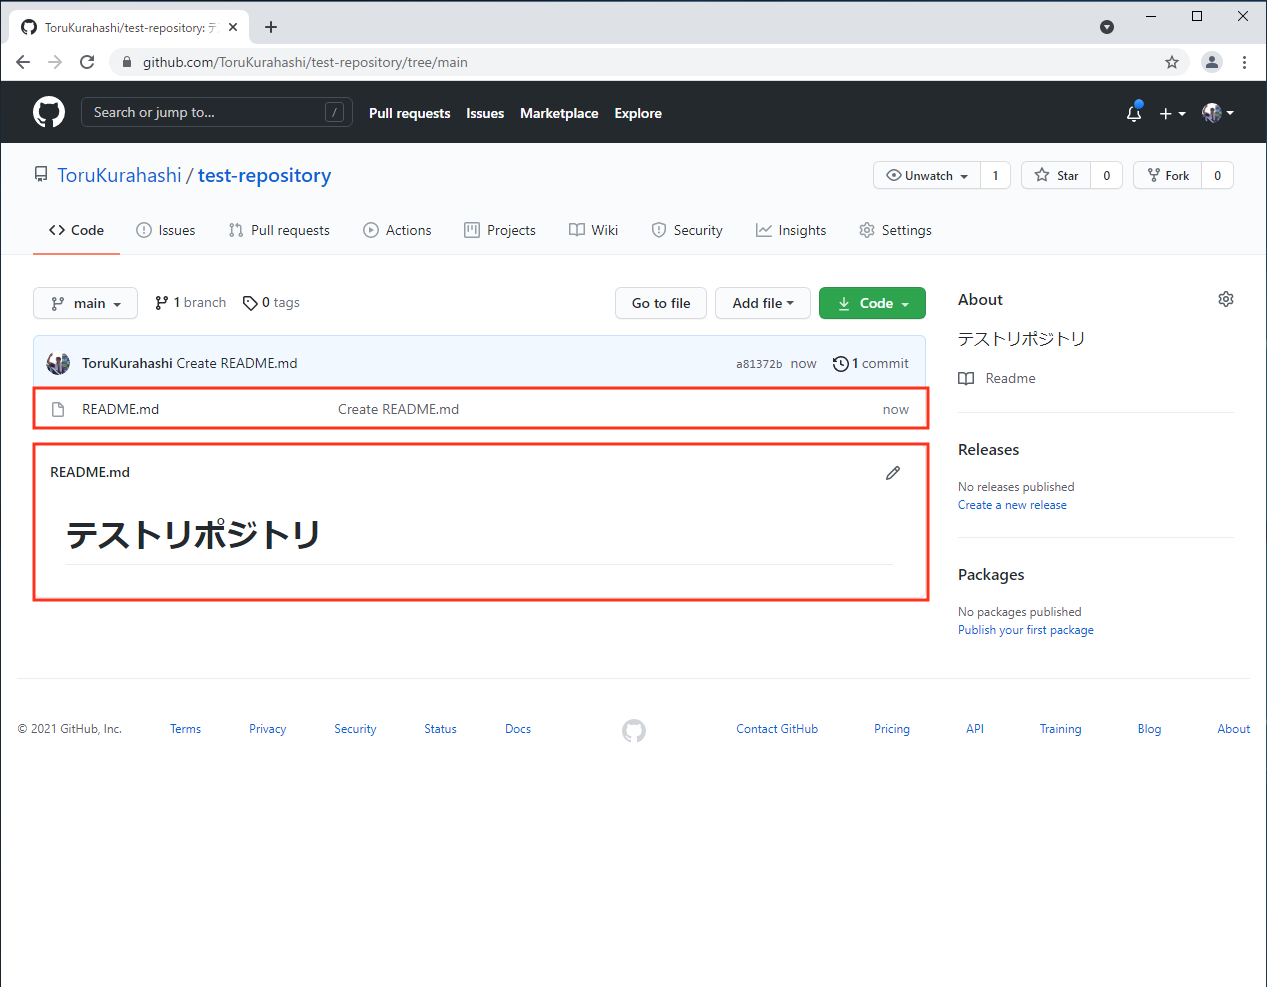 ToruKurahashi/test-repository: テ
github.com/ToruKurahashi/test-repository/tree/main
Search or jump to... / Pull requests Issues Marketplace Explore
ToruKurahashi / test-repository Unwatch 1 Star 0 Fork 0
Code Issues Pull requests Actions Projects Wiki Security Insights Settings
main 1 branch 0 tags Go to file Add file Code
ToruKurahashi Create README.md a81372b now 1 commit
README.md Create README.md now
README.md
テストリポジトリ
About
テストリポジトリ
Readme
Releases
No releases published
Create a new release
Packages
No packages published
Publish your first package
© 2021 GitHub, Inc. Terms Privacy Security Status Docs Contact GitHub Pricing API Training Blog About